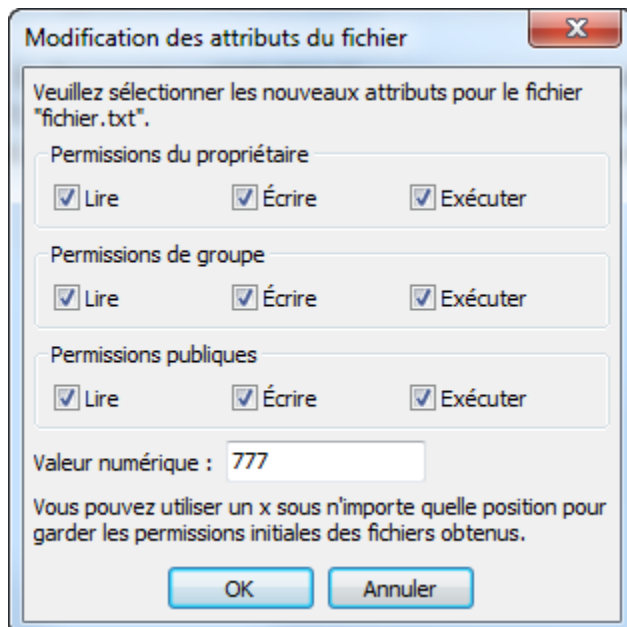 Modification des attributs du fichier
Veuillez sélectionner les nouveaux attributs pour le fichier
"fichier.txt".
Permissions du propriétaire
Lire Écrire Exécuter
Permissions de groupe
Lire Écrire Exécuter
Permissions publiques
Lire Écrire Exécuter
Valeur numérique : 777
Vous pouvez utiliser un x sous n'importe quelle position pour
garder les permissions initiales des fichiers obtenus.
OK Annuler